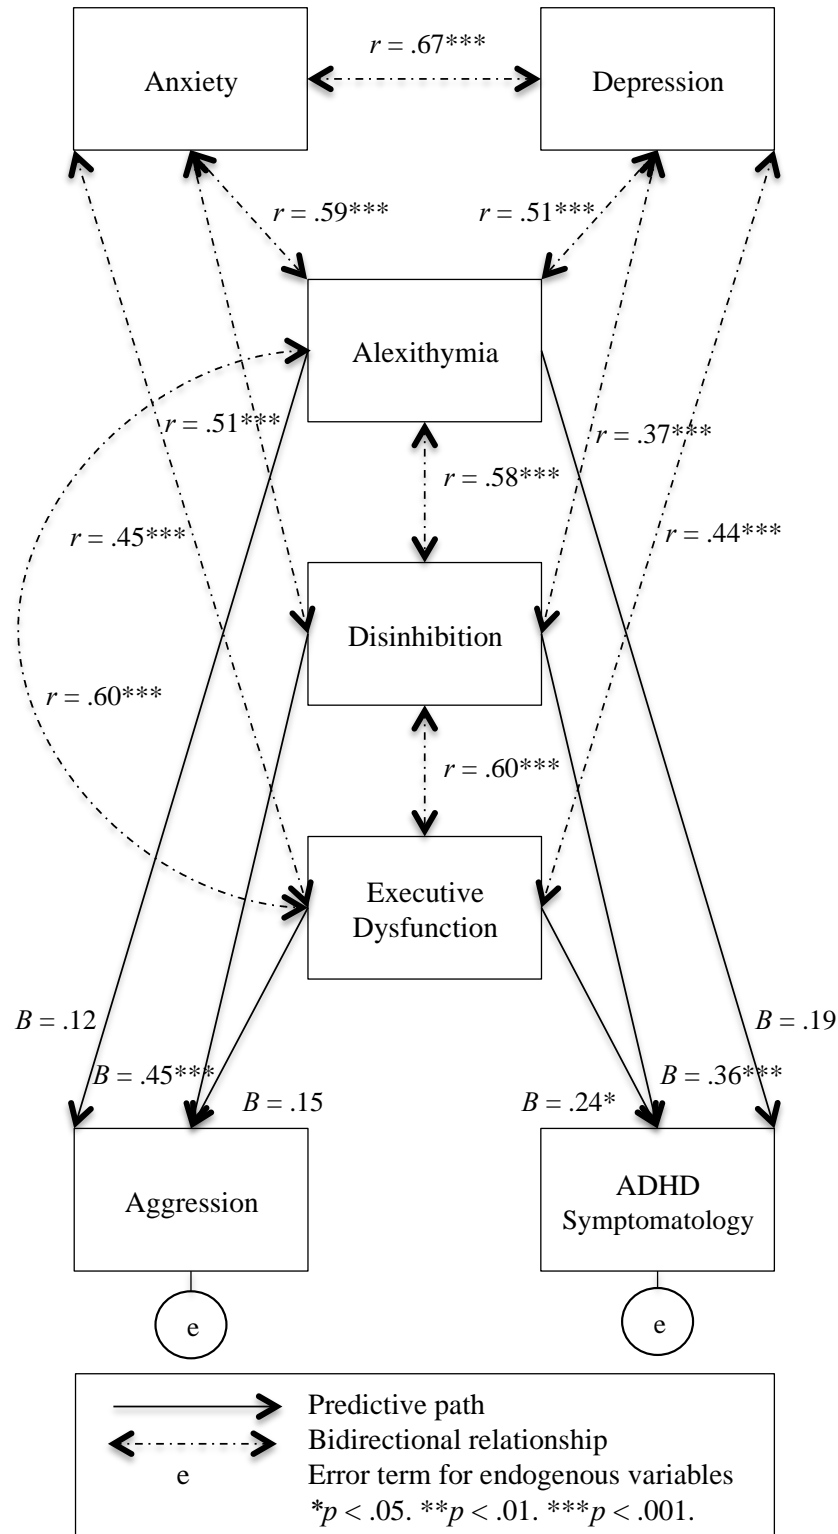 r = .67***
Anxiety
Depression
r = .59***
r = .51***
Alexithymia
r = .51***
r = .37***
r = .58***
r = .45***
r = .44***
Disinhibition
r = .60***
r = .60***
Executive
Dysfunction
B = .12
B = .19
B = .45***
B = .36***
B = .15
B = .24*
Aggression
ADHD
Symptomatology
e
e
Predictive path
Bidirectional relationship
e
Error term for endogenous variables
*p < .05. **p < .01. ***p < .001.